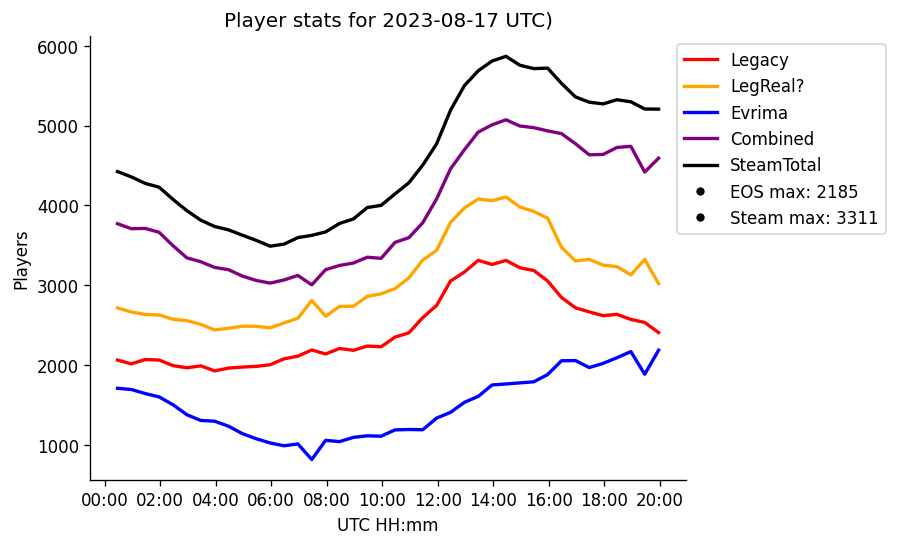 Player stats for 2023-08-17 UTC)
6000
5000
4000
3000
2000
1000
Players
00:00 02:00 04:00 06:00 08:00 10:00 12:00 14:00 16:00 18:00 20:00
UTC HH:mm
Legacy
LegReal?
Evrima
Combined
SteamTotal
EOS max: 2185
Steam max: 3311